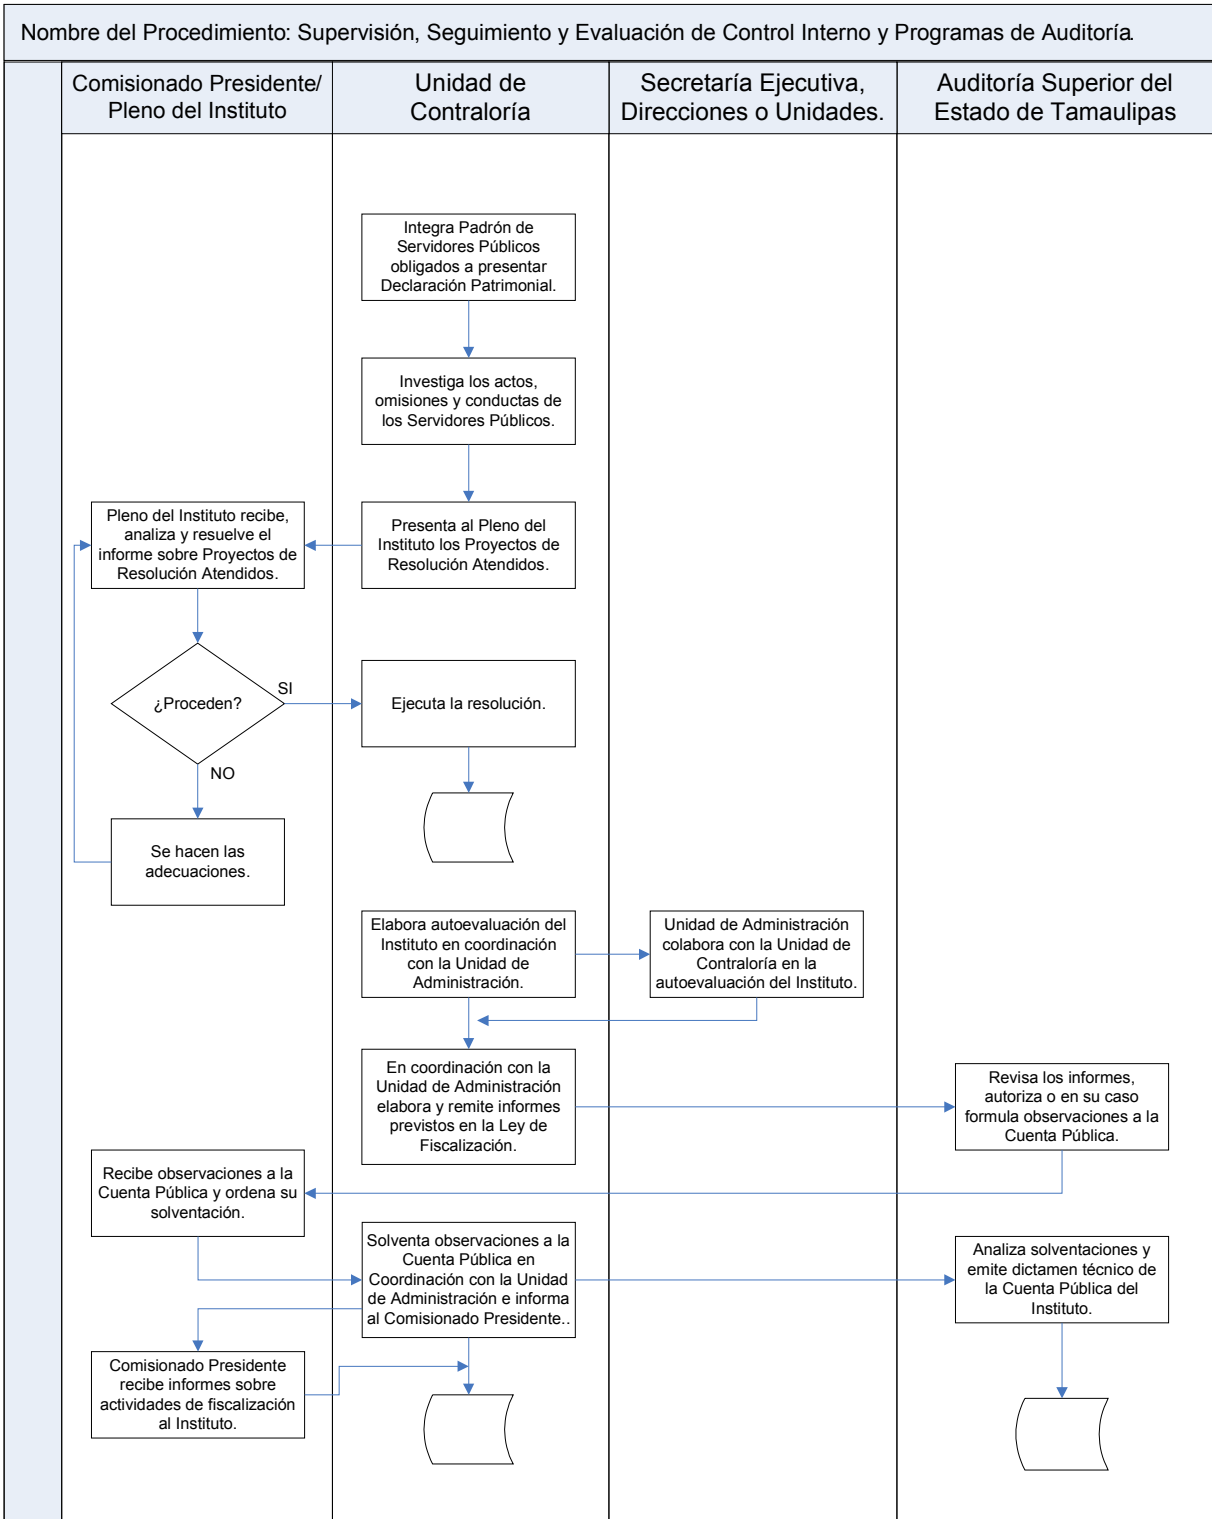 Nombre del Procedimiento: Supervisión, Seguimiento y Evaluación de Control Interno y Programas de Auditoría.
Comisionado Presidente/
Pleno del Instituto
Unidad de
Contraloría
Secretaría Ejecutiva,
Direcciones o Unidades.
Auditoría Superior del
Estado de Tamaulipas
Integra Padrón de
Servidores Públicos
obligados a presentar
Declaración Patrimonial.
Investiga los actos,
omisiones y conductas de
los Servidores Públicos.
Pleno del Instituto recibe,
analiza y resuelve el
informe sobre Proyectos de
Resolución Atendidos.
Presenta al Pleno del
Instituto los Proyectos de
Resolución Atendidos.
¿Proceden?
SI
Ejecuta la resolución.
NO
Se hacen las
adecuaciones.
Elabora autoevaluación del
Instituto en coordinación
con la Unidad de
Administración.
Unidad de Administración
colabora con la Unidad de
Contraloría en la
autoevaluación del Instituto.
En coordinación con la
Unidad de Administración
elabora y remite informes
previstos en la Ley de
Fiscalización.
Revisa los informes,
autoriza o en su caso
formula observaciones a la
Cuenta Pública.
Recibe observaciones a la
Cuenta Pública y ordena su
solventación.
Solventa observaciones a la
Cuenta Pública en
Coordinación con la Unidad
de Administración e informa
al Comisionado Presidente..
Analiza solventaciones y
emite dictamen técnico de
la Cuenta Pública del
Instituto.
Comisionado Presidente
recibe informes sobre
actividades de fiscalización
al Instituto.